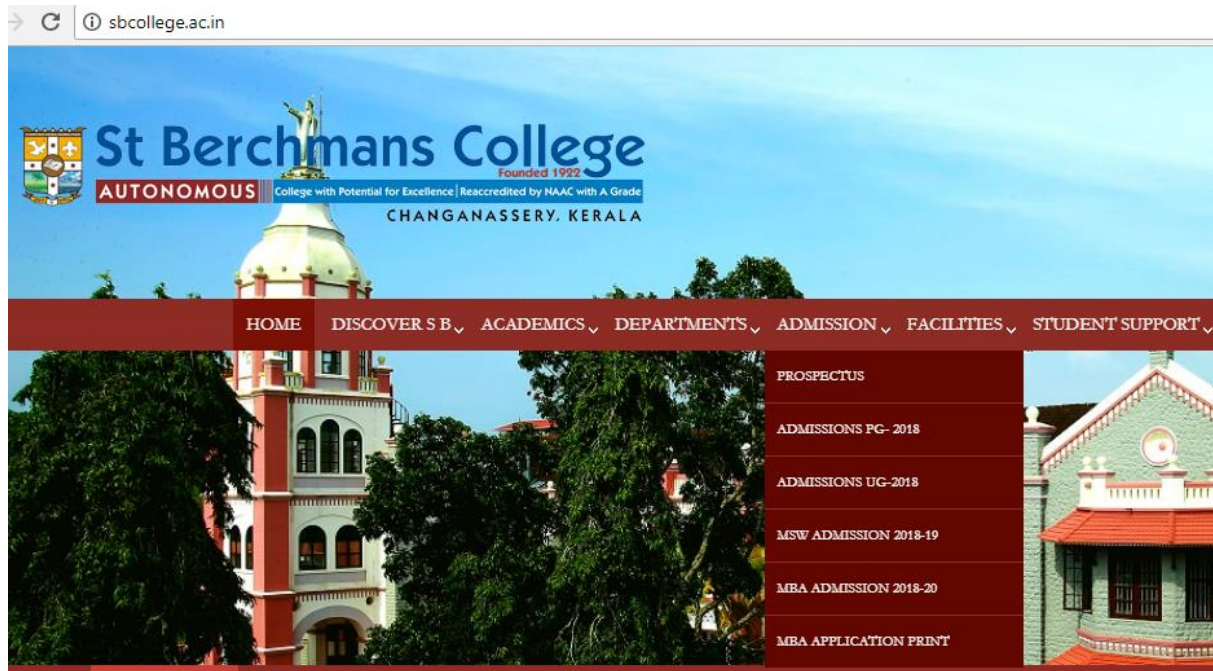 sbcollege.ac.in
St Berchmans College
Founded 1922
AUTONOMOUS College with Potential for Excellence | Reaccredited by NAAC with A Grade
CHANGANASSERY, KERALA
HOME DISCOVER S B ACADEMICS DEPARTMENTS ADMISSION FACILITIES STUDENT SUPPORT
PROSPECTUS
ADMISSIONS PG- 2018
ADMISSIONS UG-2018
MSW ADMISSION 2018-19
MBA ADMISSION 2018-20
MBA APPLICATION PRINT